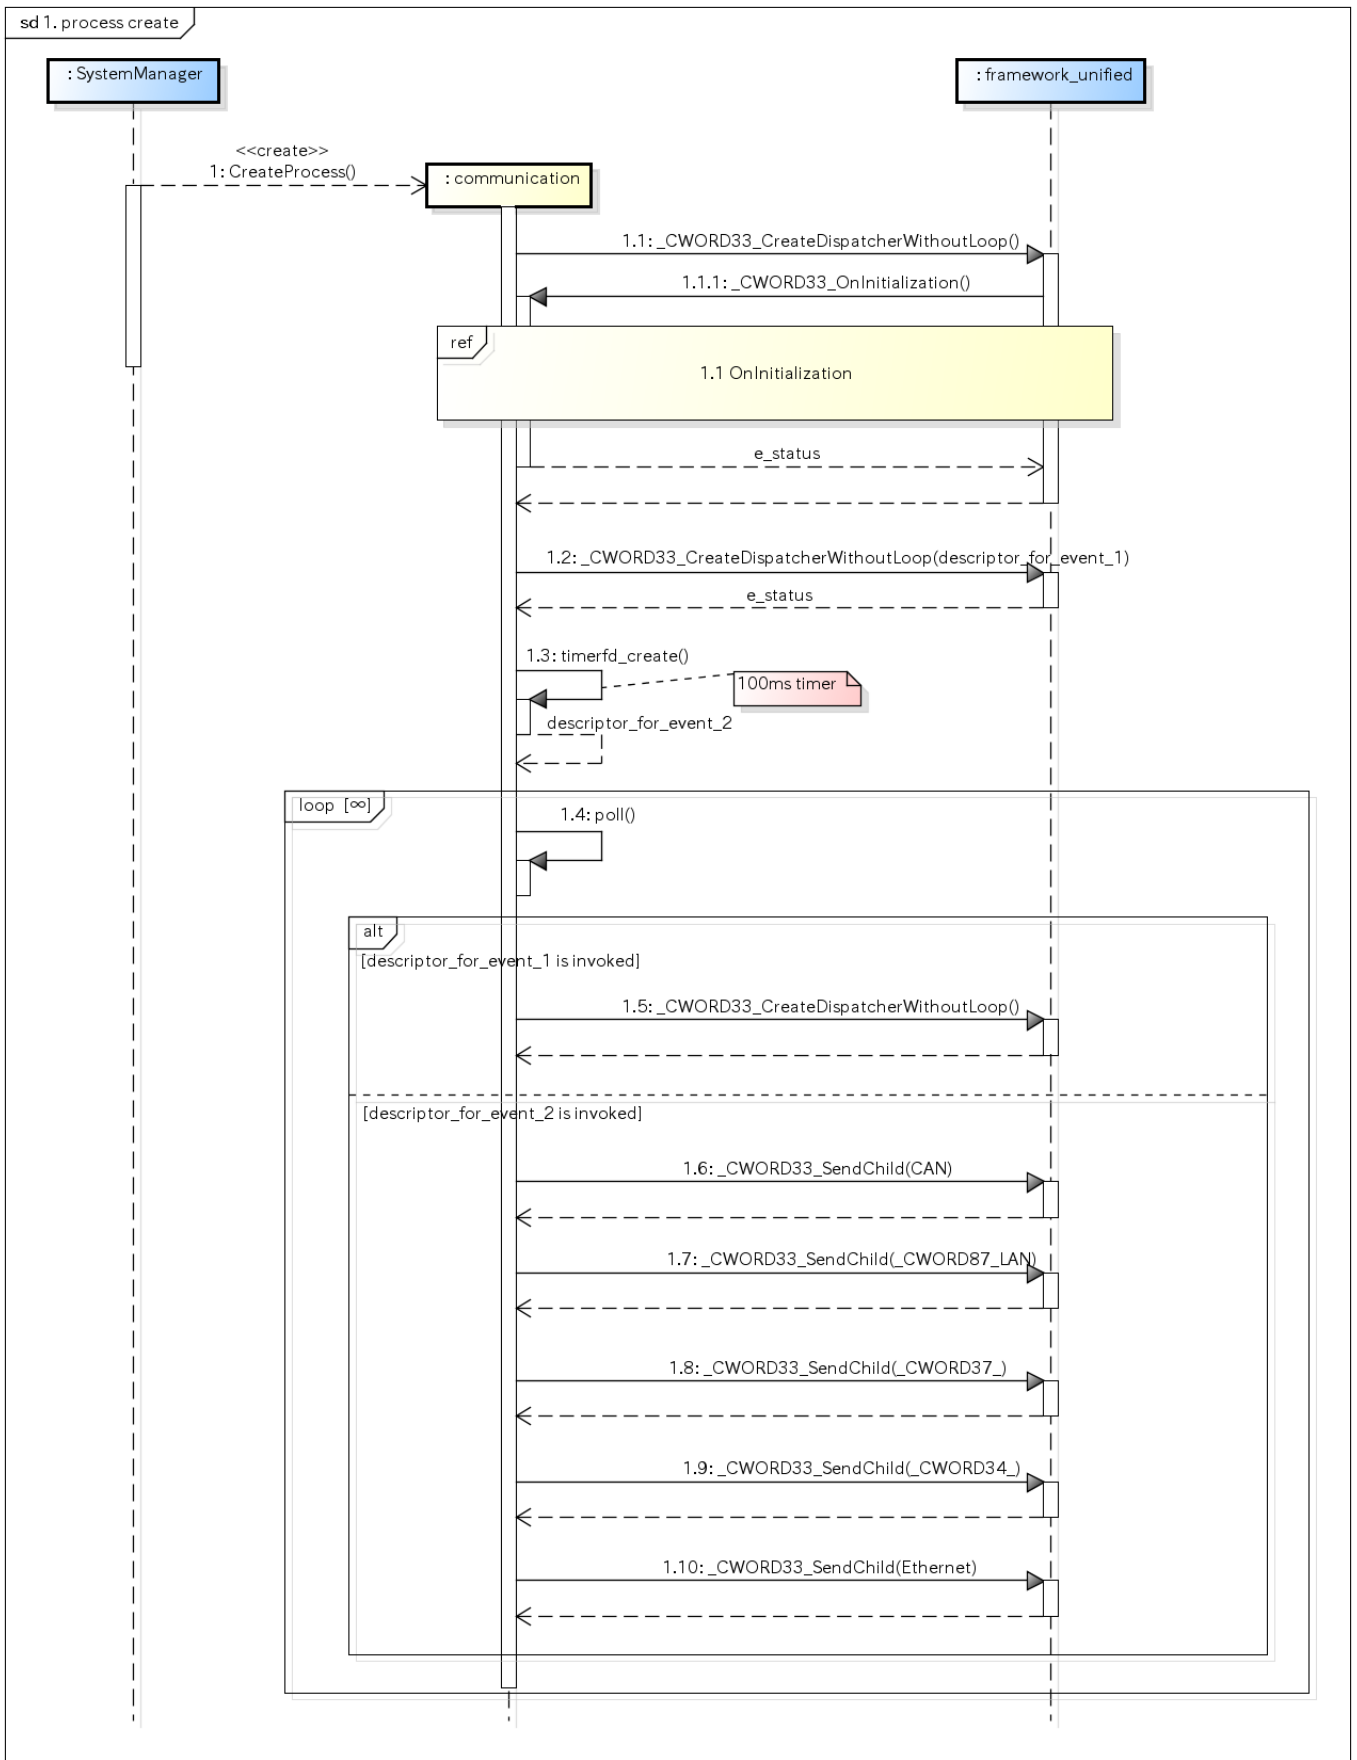 sd 1. process create
: SystemManager
: framework_unified
<<create>>
1: CreateProcess()
: communication
1.1: _CWORD33_CreateDispatcherWithoutLoop()
1.1.1: _CWORD33_OnInitialization()
ref
1.1 OnInitialization
e_status
1.2: _CWORD33_CreateDispatcherWithoutLoop(descriptor_for_event_1)
e_status
1.3: timerfd_create()
100ms timer
descriptor_for_event_2
loop [∞]
1.4: poll()
alt
[descriptor_for_event_1 is invoked]
1.5: _CWORD33_CreateDispatcherWithoutLoop()
[descriptor_for_event_2 is invoked]
1.6: _CWORD33_SendChild(CAN)
1.7: _CWORD33_SendChild(_CWORD87_LAN)
1.8: _CWORD33_SendChild(_CWORD37_)
1.9: _CWORD33_SendChild(_CWORD34_)
1.10: _CWORD33_SendChild(Ethernet)